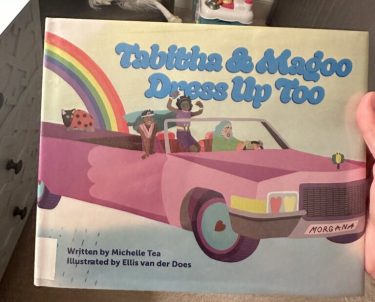 Tabitha & Magoo
Dress Up Too
MORGANA
Written by Michelle Tea
Illustrated by Ellis van der Does